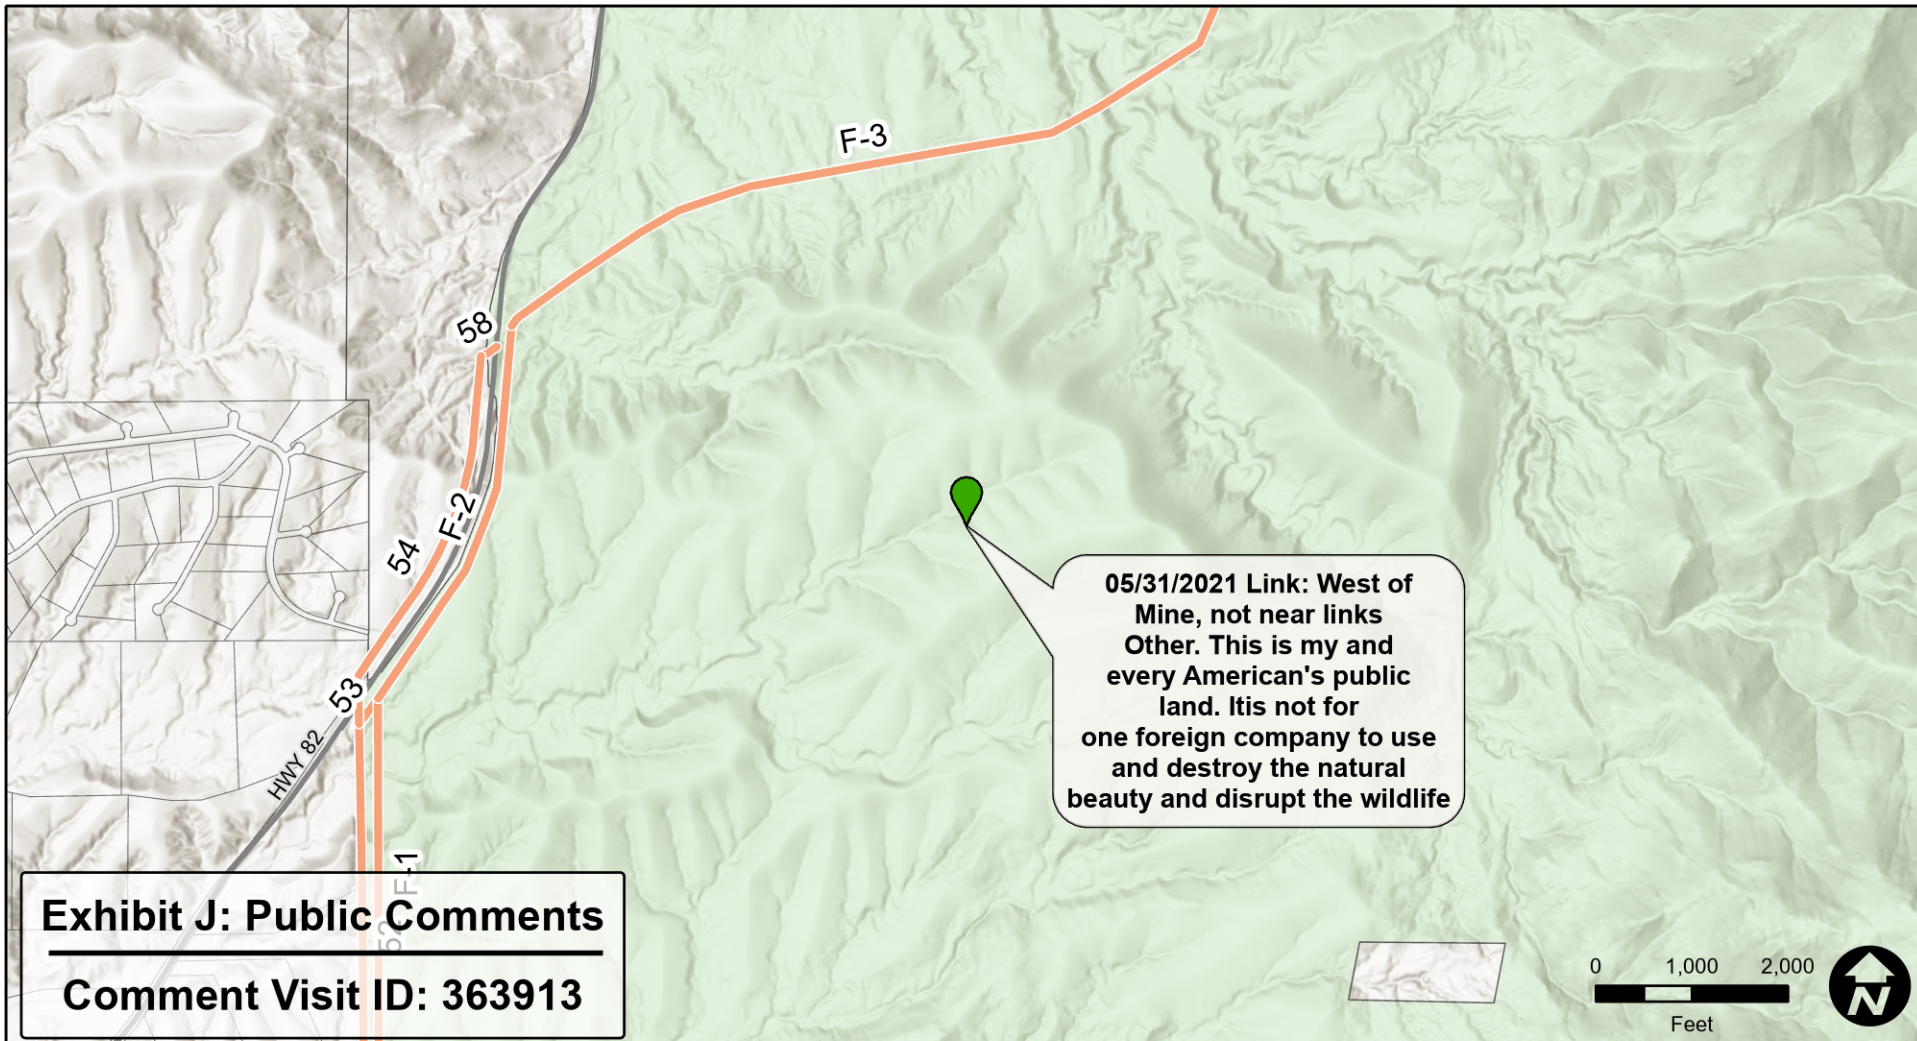 F-3
58
F-2
54
53
HWY 82
F-1
52
05/31/2021 Link: West of
Mine, not near links
Other. This is my and
every American's public
land. Itis not for
one foreign company to use
and destroy the natural
beauty and disrupt the wildlife
Exhibit J: Public Comments
Comment Visit ID: 363913
0 1,000 2,000
Feet
N